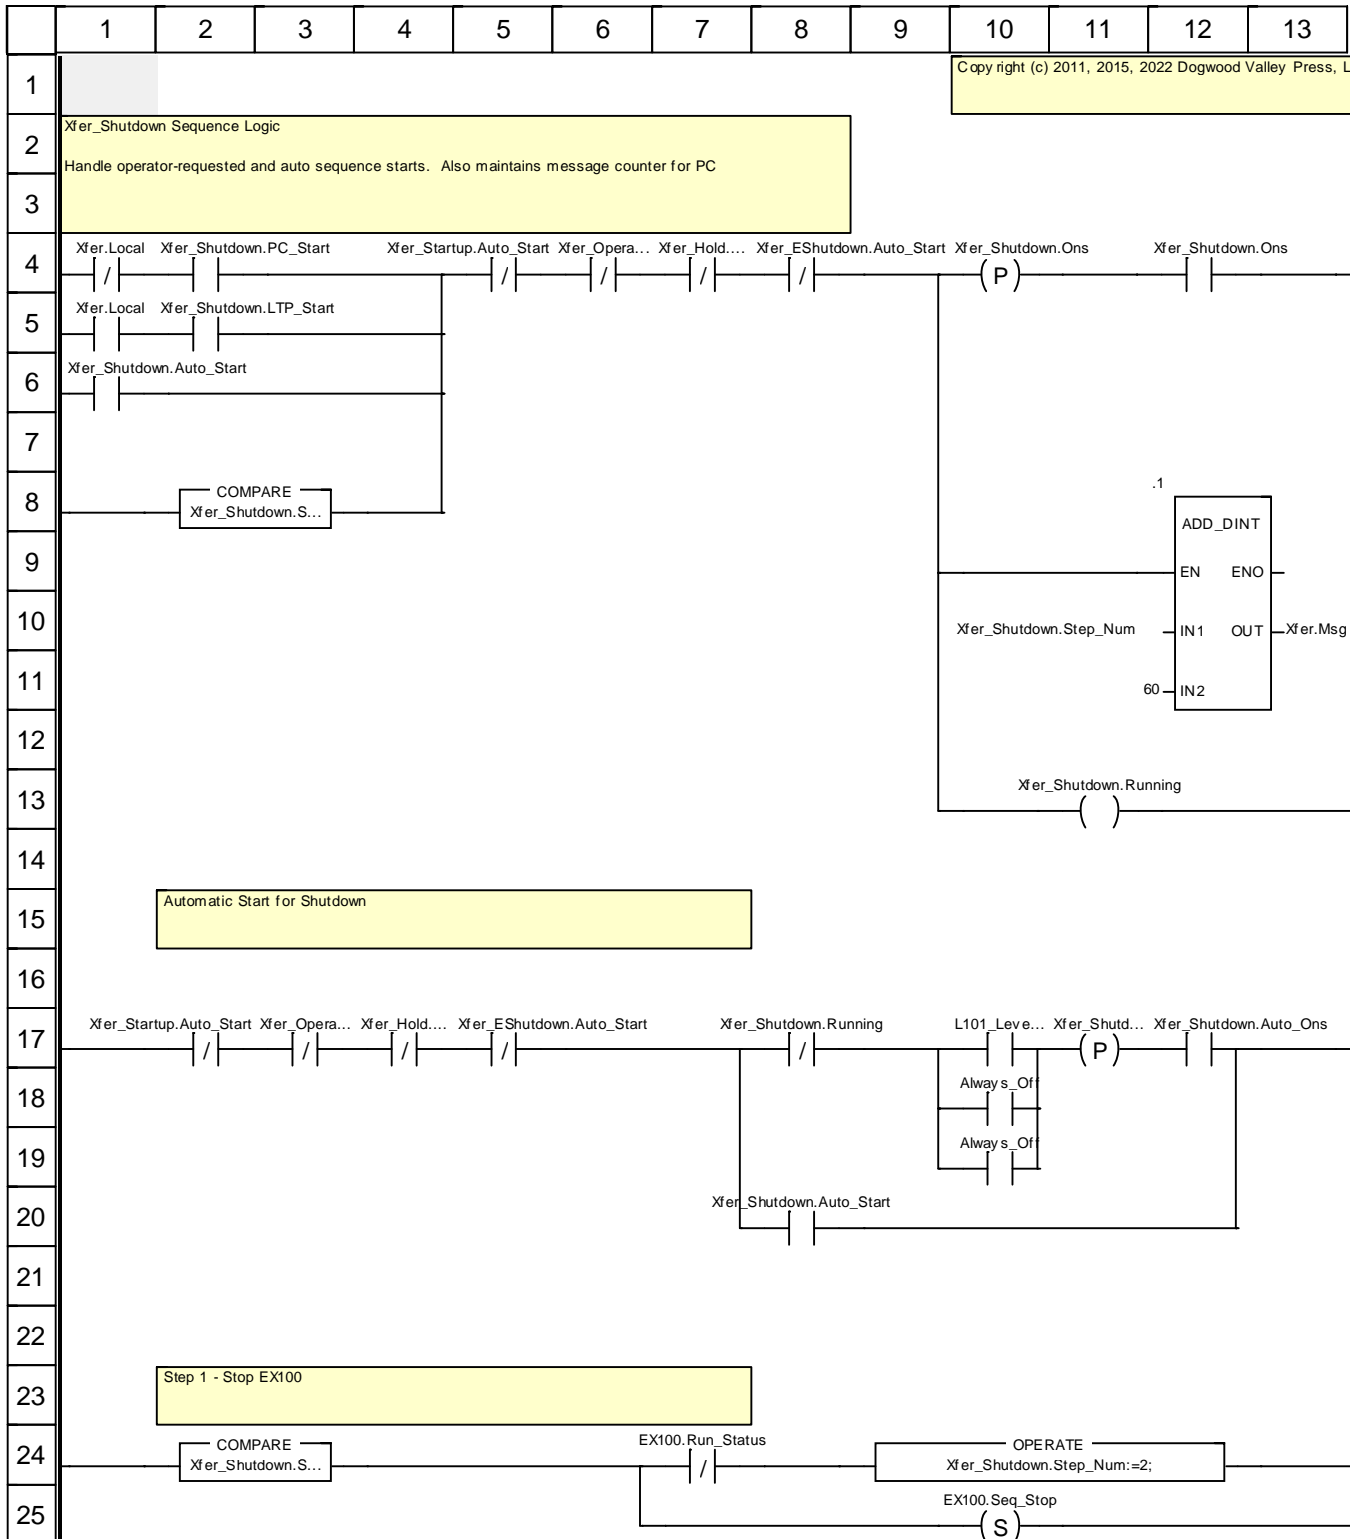 1 2 3 4 5 6 7 8 9 10 11 12 13
1
Copyright (c) 2011, 2015, 2022 Dogwood Valley Press, L
2
Xfer_Shutdown Sequence Logic
Handle operator-requested and auto sequence starts. Also maintains message counter for PC
3
Xfer.Local Xfer_Shutdown.PC_Start Xfer_Startup.Auto_Start Xfer_Opera... Xfer_Hold.... Xfer_EShutdown.Auto_Start Xfer_Shutdown.Ons Xfer_Shutdown.Ons
4 / / / / / P
Xfer.Local Xfer_Shutdown.LTP_Start
5
Xfer_Shutdown.Auto_Start
6
7
.1
COMPARE
8
Xfer_Shutdown.S...
ADD_DINT
9
EN ENO
10
Xfer_Shutdown.Step_Num IN1 OUT Xfer.Msg
11
60 IN2
12
Xfer_Shutdown.Running
13
14
15
Automatic Start for Shutdown
16
Xfer_Startup.Auto_Start Xfer_Opera... Xfer_Hold.... Xfer_EShutdown.Auto_Start Xfer_Shutdown.Running L101_Leve... Xfer_Shutd... Xfer_Shutdown.Auto_Ons
17 / / / / / P
Always_Off
18
Always_Off
19
Xfer_Shutdown.Auto_Start
20
21
22
23
Step 1 - Stop EX100
EX100.Run_Status
24
COMPARE OPERATE
Xfer_Shutdown.S... / Xfer_Shutdown.Step_Num:=2;
EX100.Seq_Stop
25 S